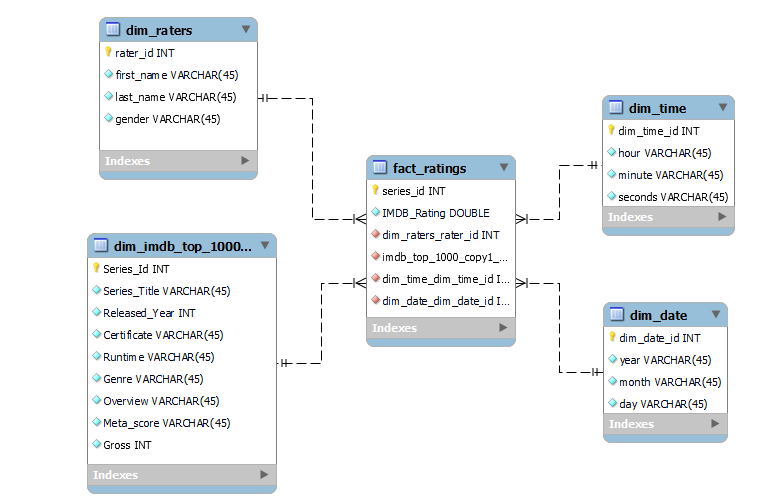 dim_raters
rater_id INT
first_name VARCHAR(45)
last_name VARCHAR(45)
gender VARCHAR(45)
Indexes
dim_imdb_top_1000...
Series_Id INT
Series_Title VARCHAR(45)
Released_Year INT
Certificate VARCHAR(45)
Runtime VARCHAR(45)
Genre VARCHAR(45)
Overview VARCHAR(45)
Meta_score VARCHAR(45)
Gross INT
Indexes
fact_ratings
series_id INT
IMDB_Rating DOUBLE
dim_raters_rater_id INT
imdb_top_1000_copy1_...
dim_time_dim_time_id I...
dim_date_dim_date_id I...
Indexes
dim_time
dim_time_id INT
hour VARCHAR(45)
minute VARCHAR(45)
seconds VARCHAR(45)
Indexes
dim_date
dim_date_id INT
year VARCHAR(45)
month VARCHAR(45)
day VARCHAR(45)
Indexes